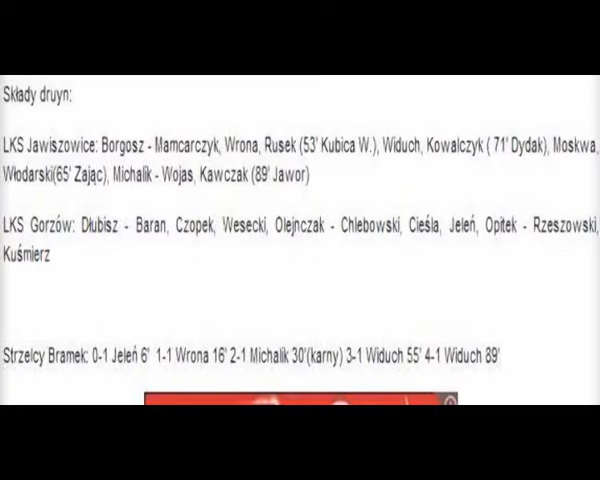 Składy druyn:
LKS Jawiszowice: Borgosz - Mamcarczyk, Wrona, Rusek (53' Kubica W.), Widuch, Kowalczyk ( 71' Dydak), Moskwa,
Włodarski(65' Zając), Michalik - Wojas, Kawczak (89' Jawor)
LKS Gorzów: Dłubisz - Baran, Czopek, Wesecki, Olejnczak - Chlebowski, Cieśla, Jeleń, Opitek - Rzeszowski,
Kuśmierz
Strzelcy Bramek: 0-1 Jeleń 6' 1-1 Wrona 16' 2-1 Michalik 30'(karny) 3-1 Widuch 55' 4-1 Widuch 89'